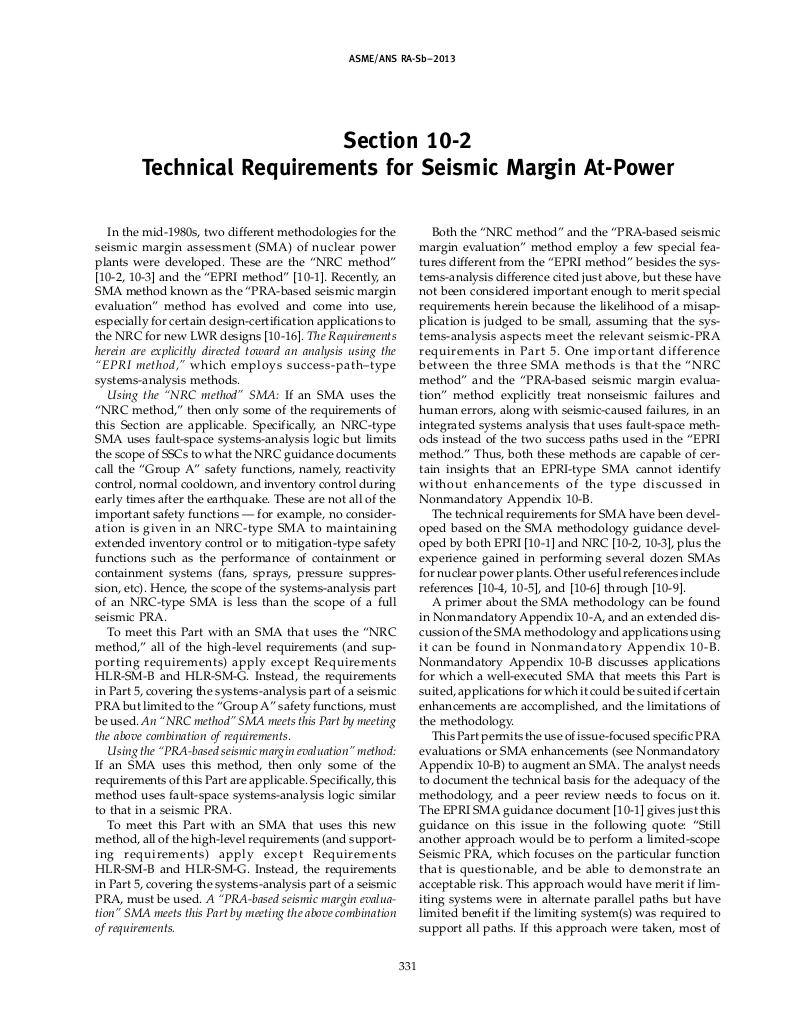 ASME/ANS RA-Sb–2013
Section 10-2
Technical Requirements for Seismic Margin At-Power
In the mid-1980s, two different methodologies for the
seismic margin assessment (SMA) of nuclear power
plants were developed. These are the “NRC method”
[10-2, 10-3] and the “EPRI method” [10-1]. Recently, an
SMA method known as the “PRA-based seismic margin
evaluation” method has evolved and come into use,
especially for certain design-certification applications to
the NRC for new LWR designs [10-16]. The Requirements
herein are explicitly directed toward an analysis using the
“EPRI method,” which employs success-path–type
systems-analysis methods.
Using the “NRC method” SMA: If an SMA uses the
“NRC method,” then only some of the requirements of
this Section are applicable. Specifically, an NRC-type
SMA uses fault-space systems-analysis logic but limits
the scope of SSCs to what the NRC guidance documents
call the “Group A” safety functions, namely, reactivity
control, normal cooldown, and inventory control during
early times after the earthquake. These are not all of the
important safety functions — for example, no consider-
ation is given in an NRC-type SMA to maintaining
extended inventory control or to mitigation-type safety
functions such as the performance of containment or
containment systems (fans, sprays, pressure suppres-
sion, etc). Hence, the scope of the systems-analysis part
of an NRC-type SMA is less than the scope of a full
seismic PRA.
To meet this Part with an SMA that uses the “NRC
method,” all of the high-level requirements (and sup-
porting requirements) apply except Requirements
HLR-SM-B and HLR-SM-G. Instead, the requirements
in Part 5, covering the systems-analysis part of a seismic
PRA but limited to the “Group A” safety functions, must
be used. An “NRC method” SMA meets this Part by meeting
the above combination of requirements.
Using the “PRA-based seismic margin evaluation” method:
If an SMA uses this method, then only some of the
requirements of this Part are applicable. Specifically, this
method uses fault-space systems-analysis logic similar
to that in a seismic PRA.
To meet this Part with an SMA that uses this new
method, all of the high-level requirements (and support-
ing requirements) apply except Requirements
HLR-SM-B and HLR-SM-G. Instead, the requirements
in Part 5, covering the systems-analysis part of a seismic
PRA, must be used. A “PRA-based seismic margin evalua-
tion” SMA meets this Part by meeting the above combination
of requirements.
Both the “NRC method” and the “PRA-based seismic
margin evaluation” method employ a few special fea-
tures different from the “EPRI method” besides the sys-
tems-analysis difference cited just above, but these have
not been considered important enough to merit special
requirements herein because the likelihood of a misap-
plication is judged to be small, assuming that the sys-
tems-analysis aspects meet the relevant seismic-PRA
requirements in Part 5. One important difference
between the three SMA methods is that the “NRC
method” and the “PRA-based seismic margin evalua-
tion” method explicitly treat nonseismic failures and
human errors, along with seismic-caused failures, in an
integrated systems analysis that uses fault-space meth-
ods instead of the two success paths used in the “EPRI
method.” Thus, both these methods are capable of cer-
tain insights that an EPRI-type SMA cannot identify
without enhancements of the type discussed in
Nonmandatory Appendix 10-B.
The technical requirements for SMA have been devel-
oped based on the SMA methodology guidance devel-
oped by both EPRI [10-1] and NRC [10-2, 10-3], plus the
experience gained in performing several dozen SMAs
for nuclear power plants. Other useful references include
references [10-4, 10-5], and [10-6] through [10-9].
A primer about the SMA methodology can be found
in Nonmandatory Appendix 10-A, and an extended dis-
cussion of the SMA methodology and applications using
it can be found in Nonmandatory Appendix 10-B.
Nonmandatory Appendix 10-B discusses applications
for which a well-executed SMA that meets this Part is
suited, applications for which it could be suited if certain
enhancements are accomplished, and the limitations of
the methodology.
This Part permits the use of issue-focused specific PRA
evaluations or SMA enhancements (see Nonmandatory
Appendix 10-B) to augment an SMA. The analyst needs
to document the technical basis for the adequacy of the
methodology, and a peer review needs to focus on it.
The EPRI SMA guidance document [10-1] gives just this
guidance on this issue in the following quote: “Still
another approach would be to perform a limited-scope
Seismic PRA, which focuses on the particular function
that is questionable, and be able to demonstrate an
acceptable risk. This approach would have merit if lim-
iting systems were in alternate parallel paths but have
limited benefit if the limiting system(s) was required to
support all paths. If this approach were taken, most of
331